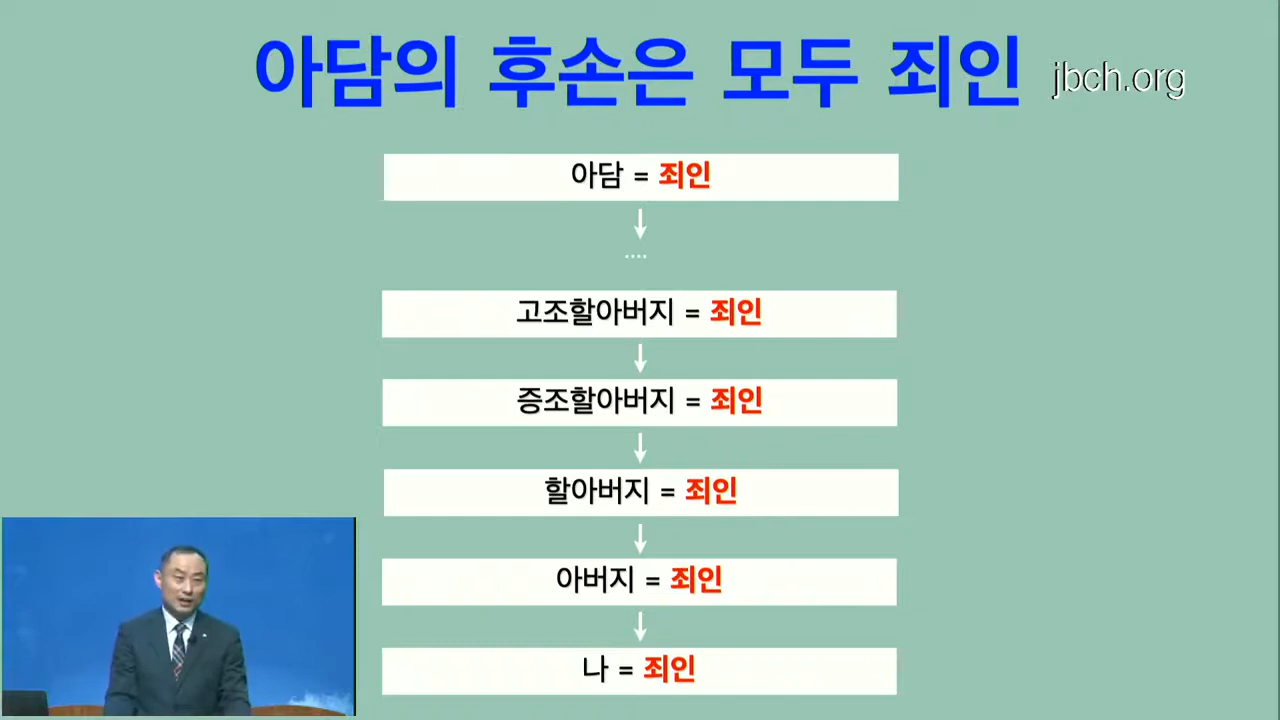 아담의 후손은 모두 죄인
jbch.org
아담 = 죄인
....
고조할아버지 = 죄인
증조할아버지 = 죄인
할아버지 = 죄인
아버지 = 죄인
나 = 죄인